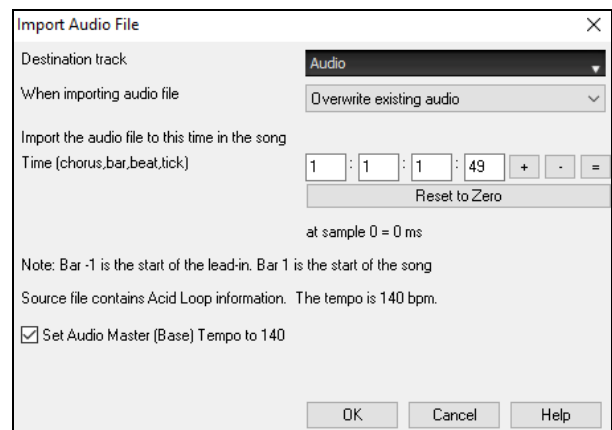 Import Audio File
Destination track
Audio
When importing audio file
Overwrite existing audio
Import the audio file to this time in the song
Time (chorus,bar,beat,tick)
1 : 1 : 1 : 49 + - =
Reset to Zero
at sample 0 = 0 ms
Note: Bar -1 is the start of the lead-in. Bar 1 is the start of the song
Source file contains Acid Loop information. The tempo is 140 bpm.
Set Audio Master (Base) Tempo to 140
OK Cancel Help